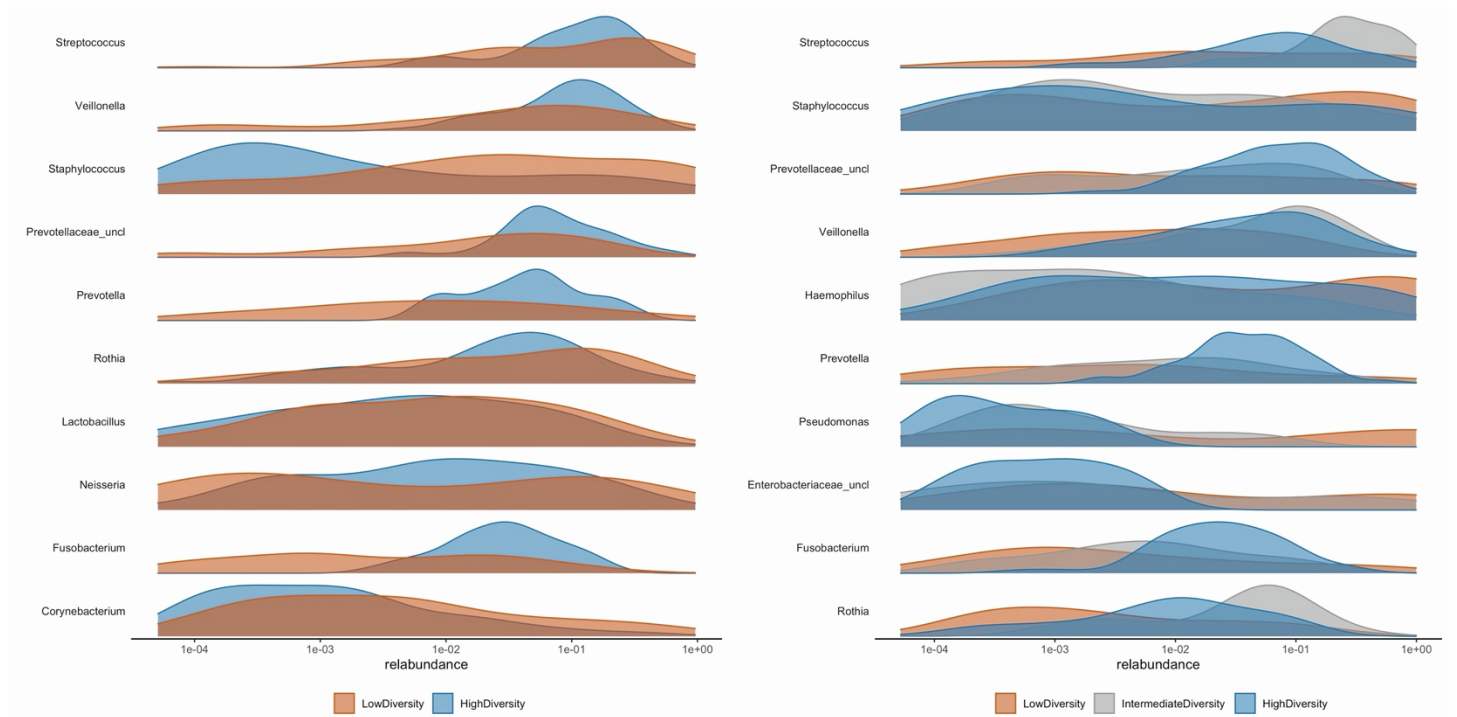 Streptococcus
Veillonella
Staphylococcus
Prevotellaceae_uncl
Prevotella
Rothia
Lactobacillus
Neisseria
Fusobacterium
Corynebacterium
1e-04 1e-03 1e-02 1e-01 1e+00
relabundance
LowDiversity HighDiversity
Streptococcus
Staphylococcus
Prevotellaceae_uncl
Veillonella
Haemophilus
Prevotella
Pseudomonas
Enterobacteriaceae_uncl
Fusobacterium
Rothia
1e-04 1e-03 1e-02 1e-01 1e+00
relabundance
LowDiversity IntermediateDiversity HighDiversity